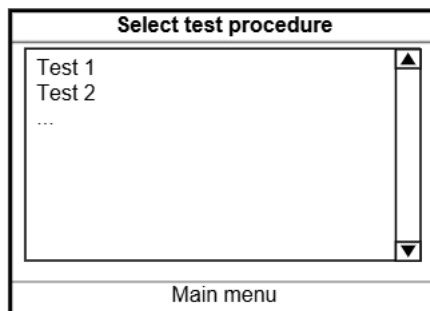 Select test procedure
Test 1
Test 2
...
Main menu